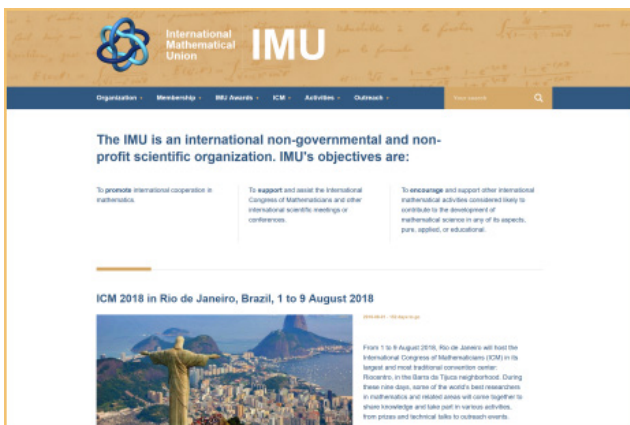 International
Mathematical
Union
IMU
Organization
Membership
IMU Awards
ICM
Activities
Outreach
The IMU is an international non-governmental and non-
profit scientific organization. IMU's objectives are:
To promote international cooperation in
mathematics.
To support and assist the International
Congress of Mathematicians and other
international scientific meetings or
conferences.
To encourage and support other international
mathematical activities considered likely to
contribute to the development of
mathematical science in any of its aspects,
pure, applied, or educational.
ICM 2018 in Rio de Janeiro, Brazil, 1 to 9 August 2018
From 1 to 9 August 2018, Rio de Janeiro will host the
International Congress of Mathematicians (ICM) in its
largest and most traditional convention center:
Riocentro, in the Barra da Tijuca neighborhood. During
these nine days, some of the world's best researchers
in mathematics and related areas will come together to
share knowledge and take part in various activities,
from prizes and technical talks to outreach events.